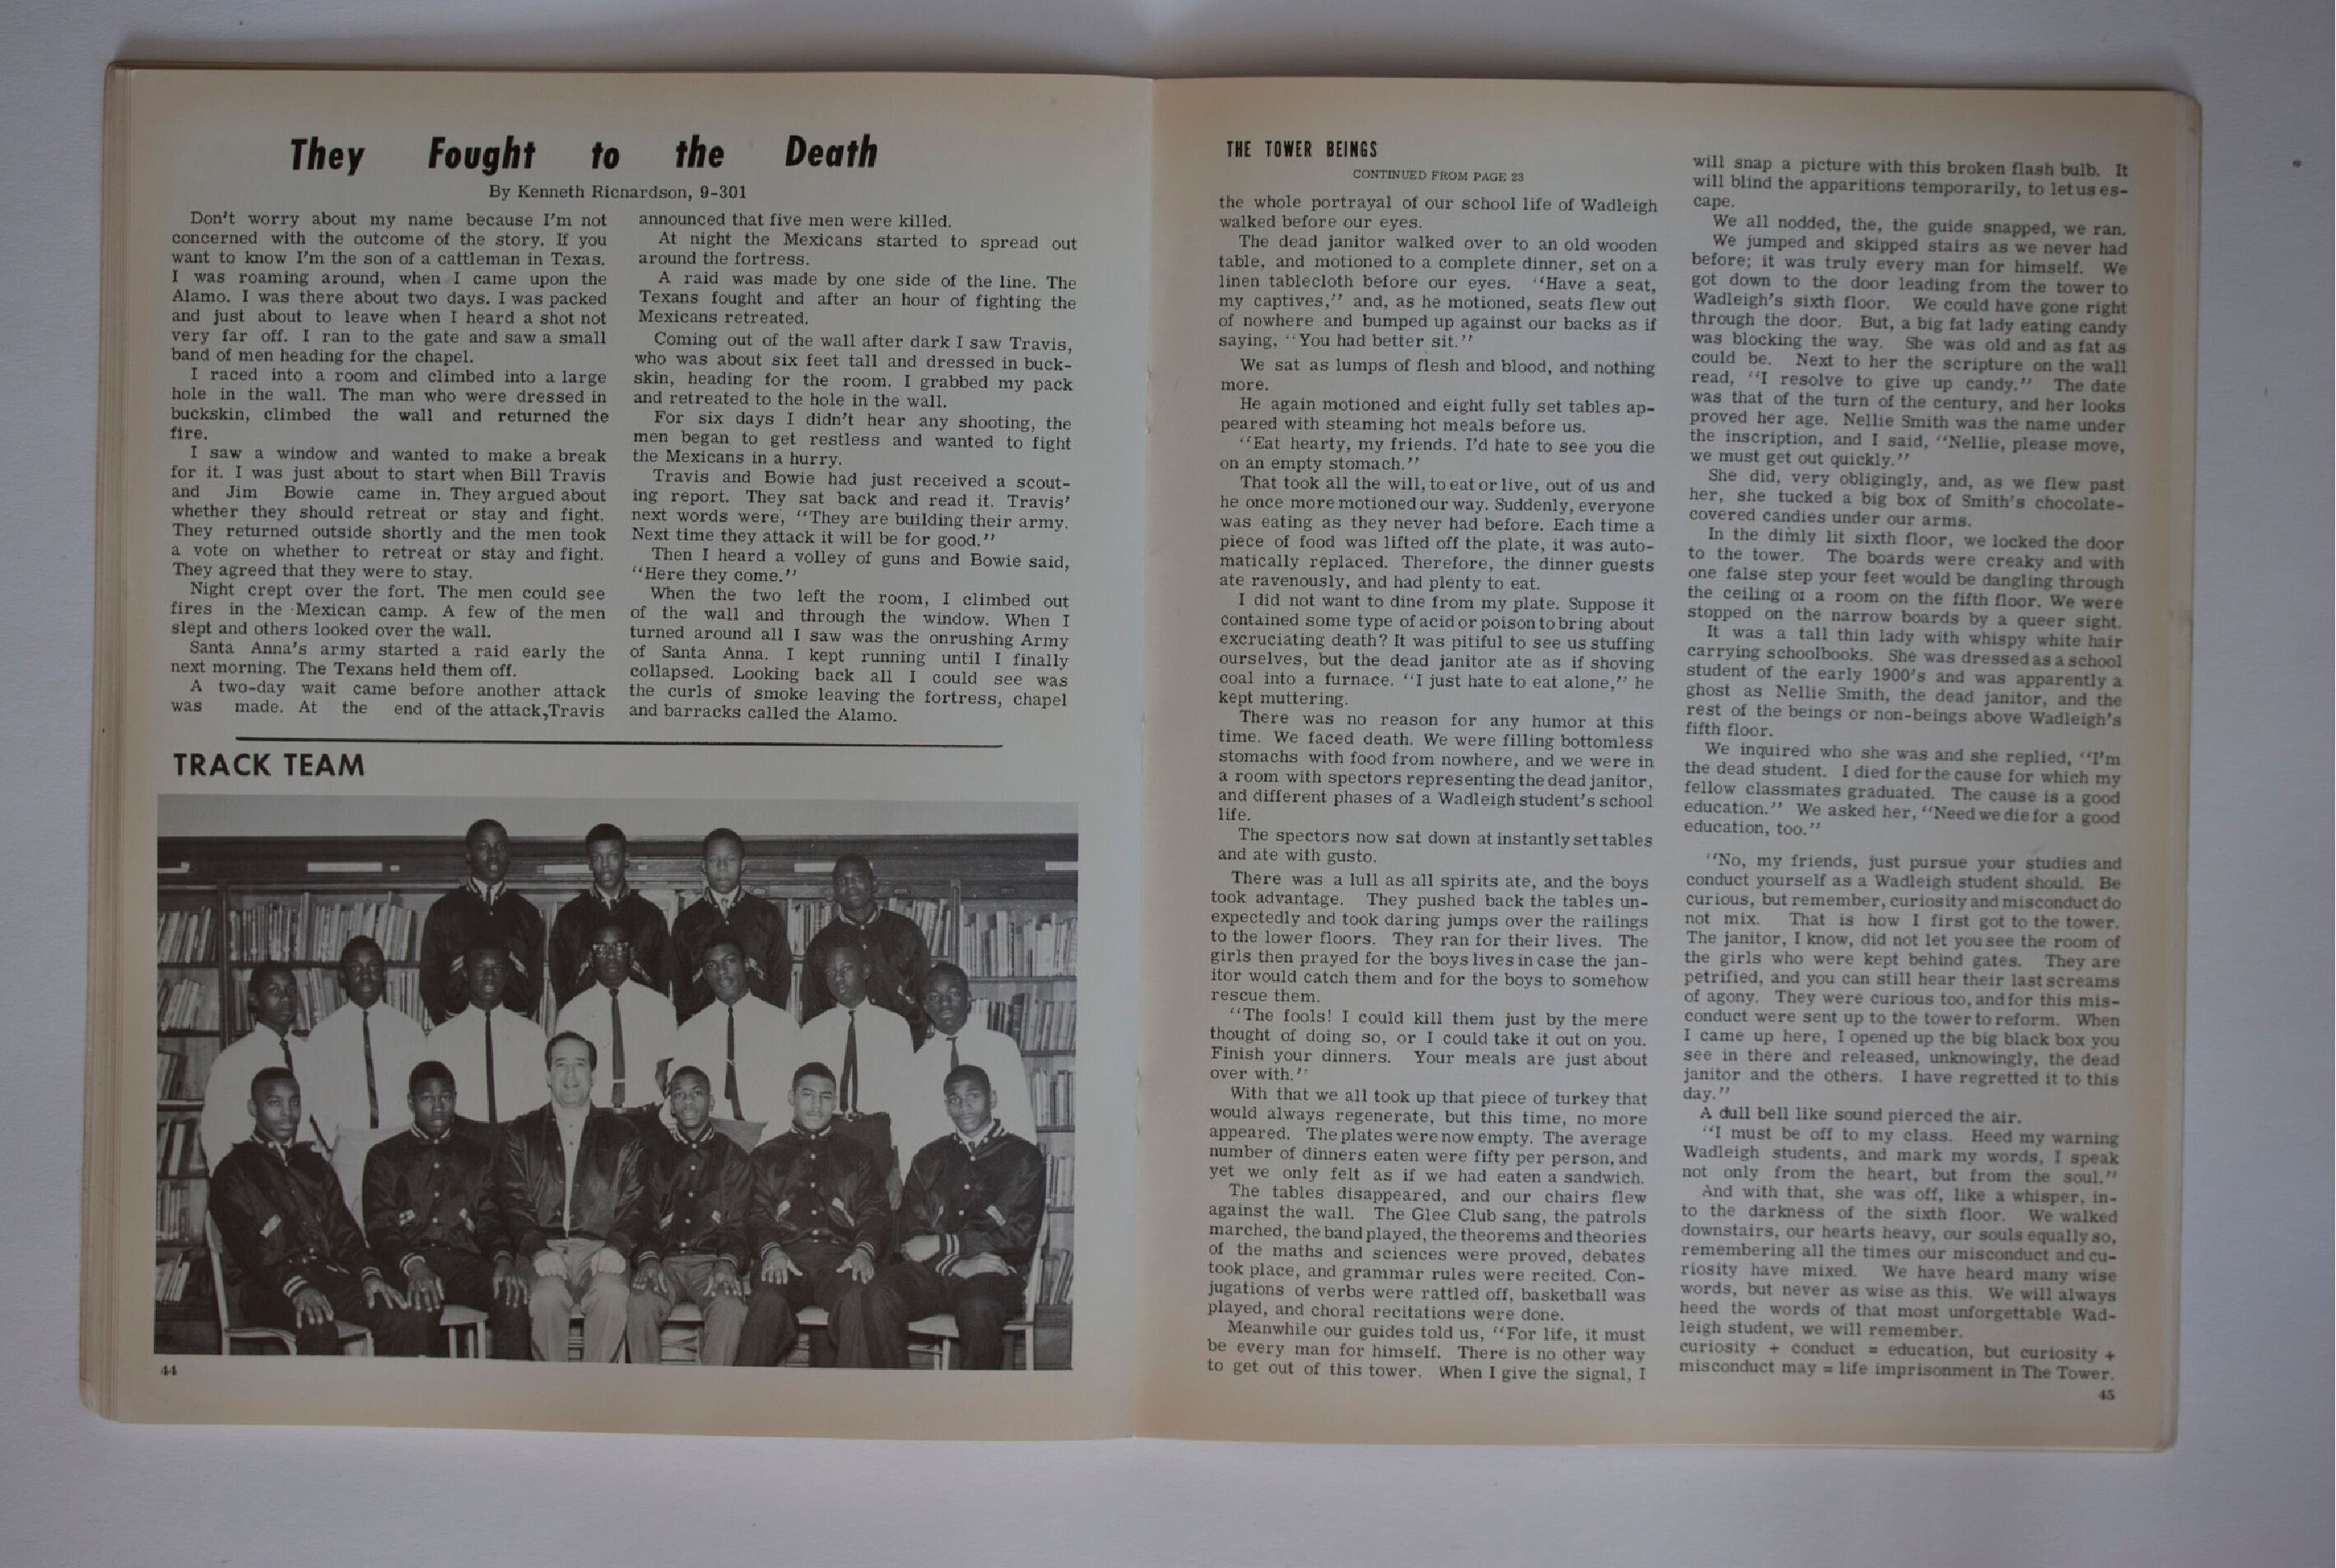 They Fought to the Death
By Kenneth Ricnardson, 9-301
Don't worry about my name because I'm not
concerned with the outcome of the story. If you
want to know I'm the son of a cattleman in Texas.
I was roaming around, when I came upon the
Alamo. I was there about two days. I was packed
and just about to leave when I heard a shot not
very far off. I ran to the gate and saw a small
band of men heading for the chapel.
I raced into a room and climbed into a large
hole in the wall. The man who were dressed in
buckskin, climbed the wall and returned the
fire.
I saw a window and wanted to make a break
for it. I was just about to start when Bill Travis
and Jim Bowie came in. They argued about
whether they should retreat or stay and fight.
They returned outside shortly and the men took
a vote on whether to retreat or stay and fight.
They agreed that they were to stay.
Night crept over the fort. The men could see
fires in the Mexican camp. A few of the men
slept and others looked over the wall.
Santa Anna's army started a raid early the
next morning. The Texans held them off.
A two-day wait came before another attack
was made. At the end of the attack,Travis
announced that five men were killed.
At night the Mexicans started to spread out
around the fortress.
A raid was made by one side of the line. The
Texans fought and after an hour of fighting the
Mexicans retreated.
Coming out of the wall after dark I saw Travis,
who was about six feet tall and dressed in buck-
skin, heading for the room. I grabbed my pack
and retreated to the hole in the wall.
For six days I didn't hear any shooting, the
men began to get restless and wanted to fight
the Mexicans in a hurry.
Travis and Bowie had just received a scout-
ing report. They sat back and read it. Travis'
next words were, "They are building their army.
Next time they attack it will be for good."
Then I heard a volley of guns and Bowie said,
"Here they come."
When the two left the room, I climbed out
of the wall and through the window. When I
turned around all I saw was the onrushing Army
of Santa Anna. I kept running until I finally
collapsed. Looking back all I could see was
the curls of smoke leaving the fortress, chapel
and barracks called the Alamo.
TRACK TEAM
44
THE TOWER BEINGS
CONTINUED FROM PAGE 23
the whole portrayal of our school life of Wadleigh
walked before our eyes.
The dead janitor walked over to an old wooden
table, and motioned to a complete dinner, set on a
linen tablecloth before our eyes. "Have a seat,
my captives," and, as he motioned, seats flew out
of nowhere and bumped up against our backs as if
saying, "You had better sit."
We sat as lumps of flesh and blood, and nothing
more.
He again motioned and eight fully set tables ap-
peared with steaming hot meals before us.
"Eat hearty, my friends. I'd hate to see you die
on an empty stomach."
That took all the will, to eat or live, out of us and
he once more motioned our way. Suddenly, everyone
was eating as they never had before. Each time a
piece of food was lifted off the plate, it was auto-
matically replaced. Therefore, the dinner guests
ate ravenously, and had plenty to eat.
I did not want to dine from my plate. Suppose it
contained some type of acid or poison to bring about
excruciating death? It was pitiful to see us stuffing
ourselves, but the dead janitor ate as if shoving
coal into a furnace. "I just hate to eat alone," he
kept muttering.
There was no reason for any humor at this
time. We faced death. We were filling bottomless
stomachs with food from nowhere, and we were in
a room with spectors representing the dead janitor,
and different phases of a Wadleigh student's school
life.
The spectors now sat down at instantly set tables
and ate with gusto.
There was a lull as all spirits ate, and the boys
took advantage. They pushed back the tables un-
expectedly and took daring jumps over the railings
to the lower floors. They ran for their lives. The
girls then prayed for the boys lives in case the jan-
itor would catch them and for the boys to somehow
rescue them.
"The fools! I could kill them just by the mere
thought of doing so, or I could take it out on you.
Finish your dinners. Your meals are just about
over with."
With that we all took up that piece of turkey that
would always regenerate, but this time, no more
appeared. The plates were now empty. The average
number of dinners eaten were fifty per person, and
yet we only felt as if we had eaten a sandwich.
The tables disappeared, and our chairs flew
against the wall. The Glee Club sang, the patrols
marched, the band played, the theorems and theories
of the maths and sciences were proved, debates
took place, and grammar rules were recited. Con-
jugations of verbs were rattled off, basketball was
played, and choral recitations were done.
Meanwhile our guides told us, "For life, it must
be every man for himself. There is no other way
to get out of this tower. When I give the signal, I
will snap a picture with this broken flash bulb. It
will blind the apparitions temporarily, to let us es-
cape.
We all nodded, the, the guide snapped, we ran.
We jumped and skipped stairs as we never had
before; it was truly every man for himself. We
got down to the door leading from the tower to
Wadleigh's sixth floor. We could have gone right
through the door. But, a big fat lady eating candy
was blocking the way. She was old and as fat as
could be. Next to her the scripture on the wall
read, "I resolve to give up candy." The date
was that of the turn of the century, and her looks
proved her age. Nellie Smith was the name under
the inscription, and I said, "Nellie, please move,
we must get out quickly."
She did, very obligingly, and, as we flew past
her, she tucked a big box of Smith's chocolate-
covered candies under our arms.
In the dimly lit sixth floor, we locked the door
to the tower. The boards were creaky and with
one false step your feet would be dangling through
the ceiling of a room on the fifth floor. We were
stopped on the narrow boards by a queer sight.
It was a tall thin lady with whispy white hair
carrying schoolbooks. She was dressed as a school
student of the early 1900's and was apparently a
ghost as Nellie Smith, the dead janitor, and the
rest of the beings or non-beings above Wadleigh's
fifth floor.
We inquired who she was and she replied, "I'm
the dead student. I died for the cause for which my
fellow classmates graduated. The cause is a good
education." We asked her, "Need we die for a good
education, too."
"No, my friends, just pursue your studies and
conduct yourself as a Wadleigh student should. Be
curious, but remember, curiosity and misconduct do
not mix. That is how I first got to the tower.
The janitor, I know, did not let you see the room of
the girls who were kept behind gates. They are
petrified, and you can still hear their last screams
of agony. They were curious too, and for this mis-
conduct were sent up to the tower to reform. When
I came up here, I opened up the big black box you
see in there and released, unknowingly, the dead
janitor and the others. I have regretted it to this
day."
A dull bell like sound pierced the air.
"I must be off to my class. Heed my warning
Wadleigh students, and mark my words, I speak
not only from the heart, but from the soul."
And with that, she was off, like a whisper, in-
to the darkness of the sixth floor. We walked
downstairs, our hearts heavy, our souls equally so,
remembering all the times our misconduct and cu-
riosity have mixed. We have heard many wise
words, but never as wise as this. We will always
heed the words of that most unforgettable Wad-
leigh student, we will remember.
curiosity + conduct = education, but curiosity +
misconduct may = life imprisonment in The Tower.
45